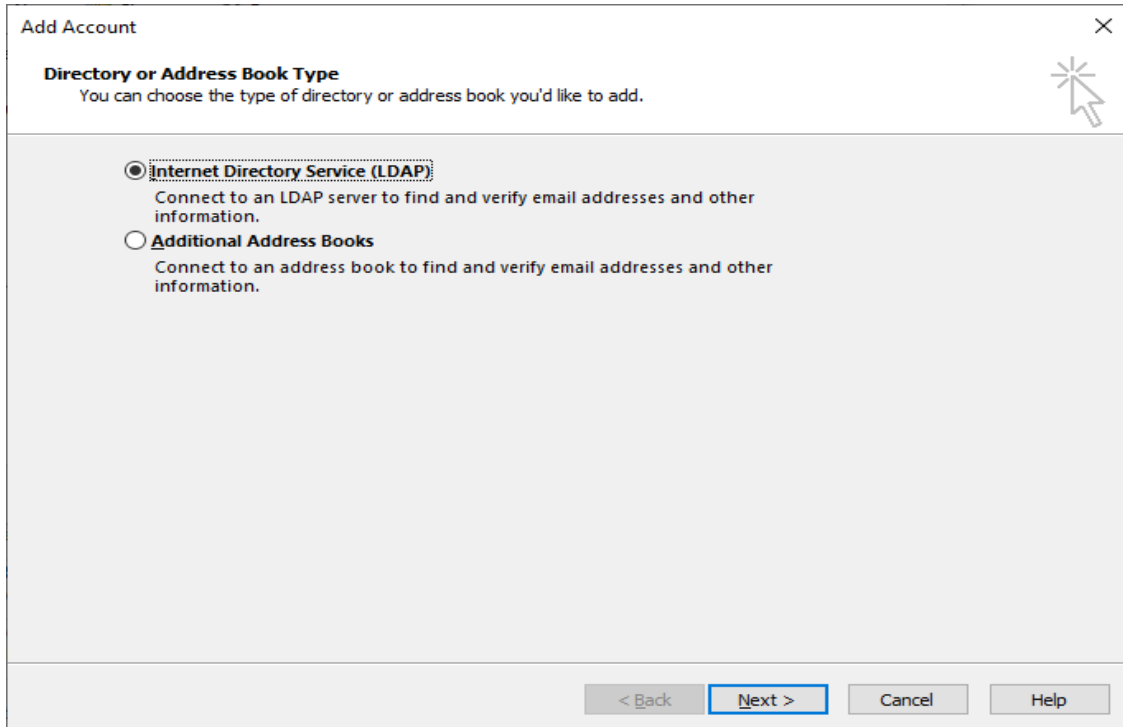 Add Account
Directory or Address Book Type
You can choose the type of directory or address book you'd like to add.
Internet Directory Service (LDAP)
Connect to an LDAP server to find and verify email addresses and other
information.
Additional Address Books
Connect to an address book to find and verify email addresses and other
information.
< Back Next > Cancel Help